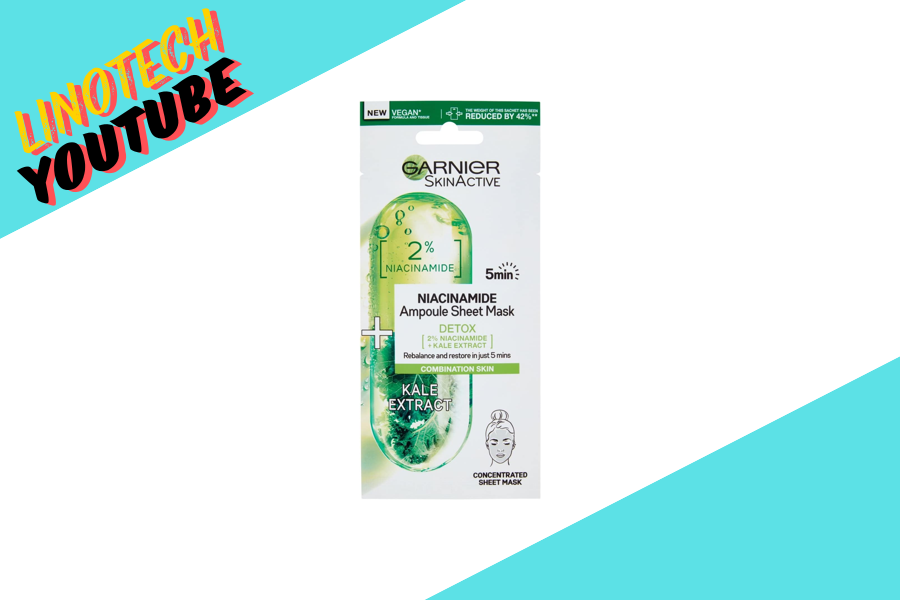 LINOTECH
YOUTUBE
NEW
VEGAN*
FORMULA AND TISSUE
THE WEIGHT OF THIS SACHET HAS BEEN
REDUCED BY 42%**
GARNIER
SKINACTIVE
2%
NIACINAMIDE
5min
NIACINAMIDE
Ampoule Sheet Mask
DETOX
2% NIACINAMIDE
+ KALE EXTRACT
Rebalance and restore in just 5 mins
COMBINATION SKIN
+
KALE
EXTRACT
CONCENTRATED
SHEET MASK